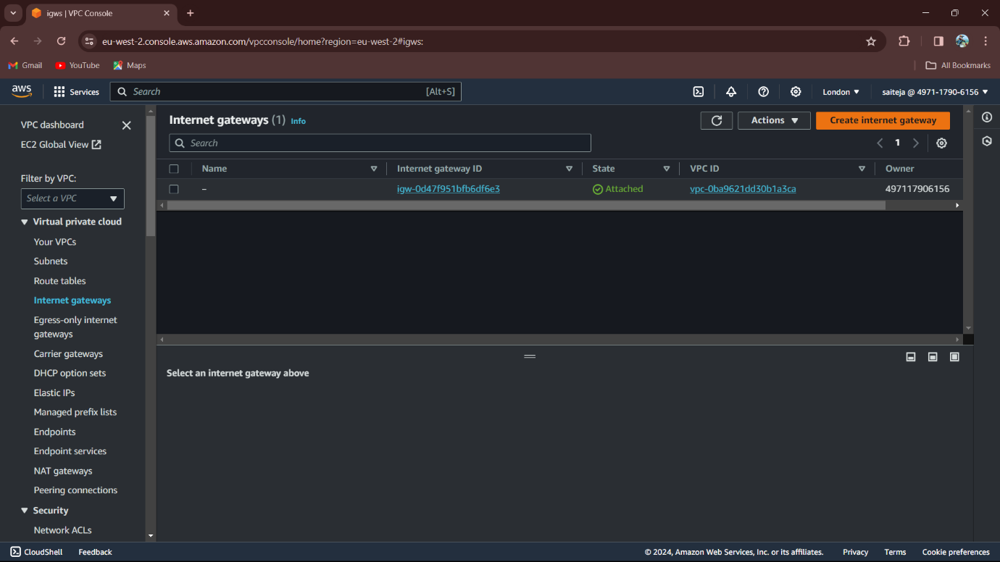 igws | VPC Console
eu-west-2.console.aws.amazon.com/vpcconsole/home?region=eu-west-2#igws:
Gmail YouTube Maps All Bookmarks
aws Services Search [Alt+S] London ▼ saiteja @ 4971-1790-6156 ▼
VPC dashboard
EC2 Global View
Filter by VPC:
Select a VPC
Virtual private cloud
Your VPCs
Subnets
Route tables
Internet gateways
Egress-only internet
gateways
Carrier gateways
DHCP option sets
Elastic IPs
Managed prefix lists
Endpoints
Endpoint services
NAT gateways
Peering connections
Security
Network ACLs
Internet gateways (1) Info
Actions ▼ Create internet gateway
Search
1
Name Internet gateway ID State VPC ID Owner
– igw-0d47f951bfb6df6e3 Attached vpc-0ba9621dd30b1a3ca 497117906156
Select an internet gateway above
CloudShell Feedback © 2024, Amazon Web Services, Inc. or its affiliates. Privacy Terms Cookie preferences